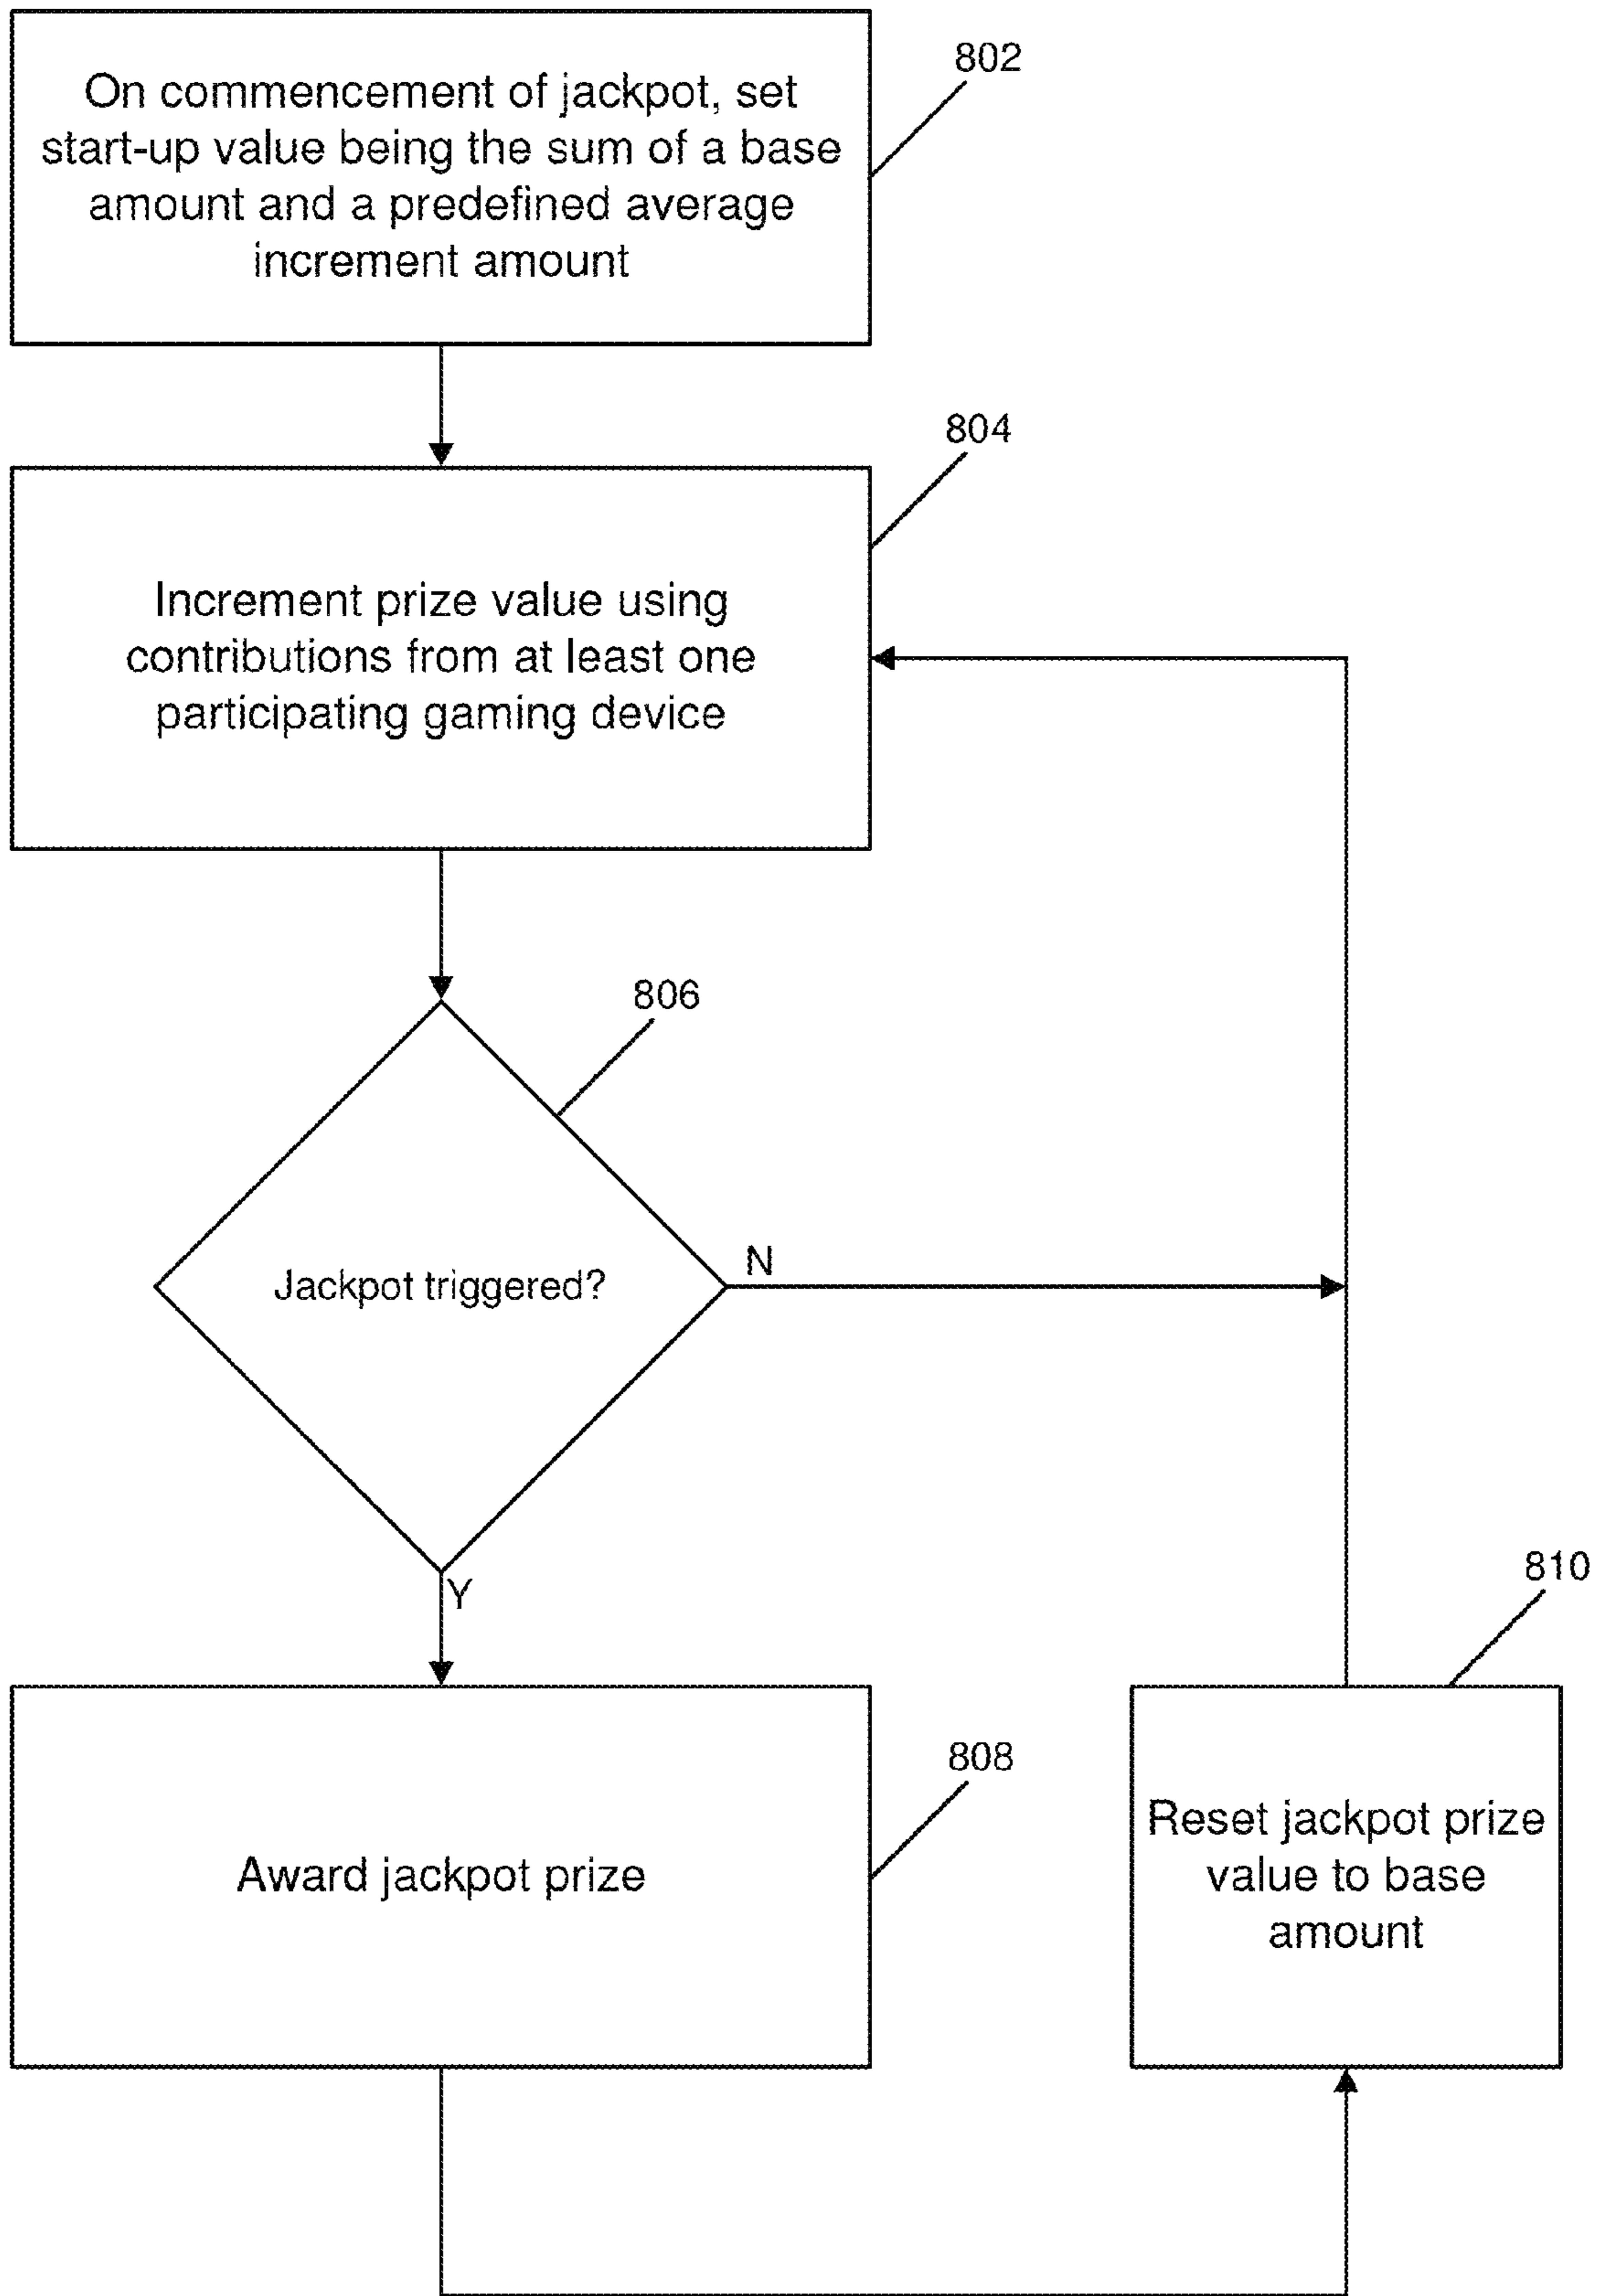 On commencement of jackpot, set
start-up value being the sum of a base
amount and a predefined average
increment amount
802
804
Increment prize value using
contributions from at least one
participating gaming device
806
Jackpot triggered?
N
Y
810
808
Award jackpot prize
Reset jackpot prize
value to base
amount